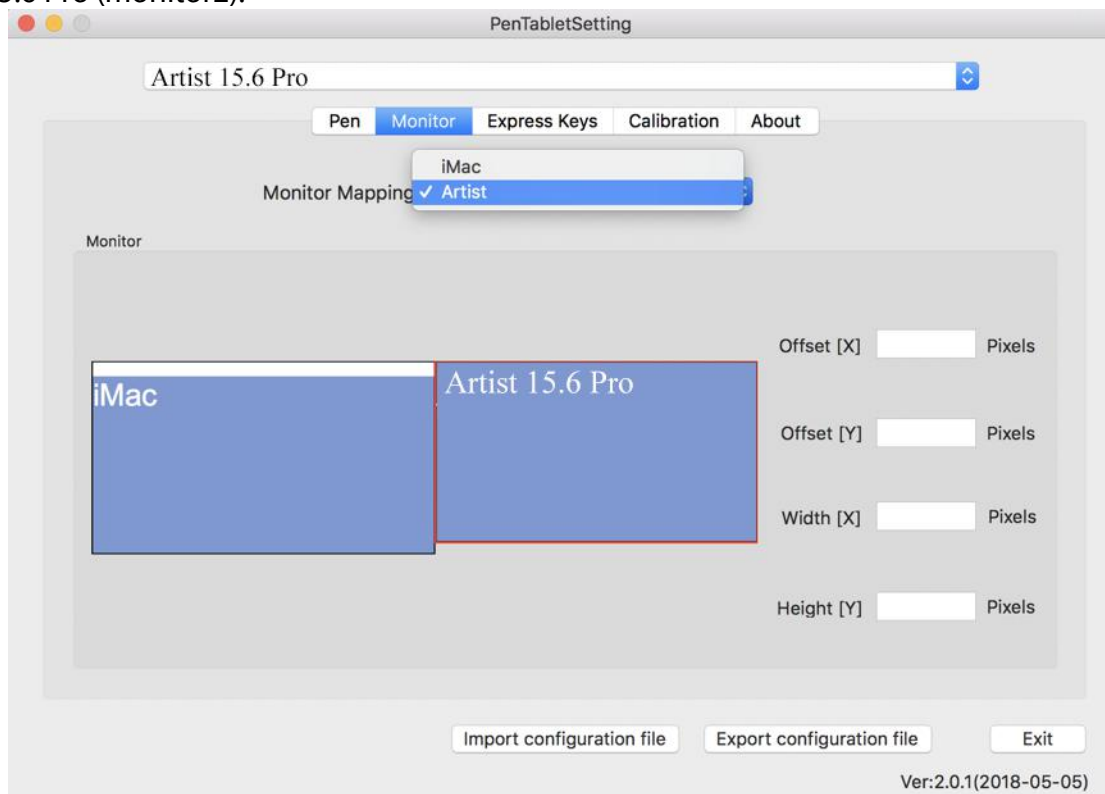 PenTabletSetting
Artist 15.6 Pro
Pen Monitor Express Keys Calibration About
iMac
Monitor Mapping ✓ Artist
Monitor
Offset [X] Pixels
iMac
Artist 15.6 Pro
Offset [Y] Pixels
Width [X] Pixels
Height [Y] Pixels
Import configuration file Export configuration file Exit
Ver:2.0.1(2018-05-05)